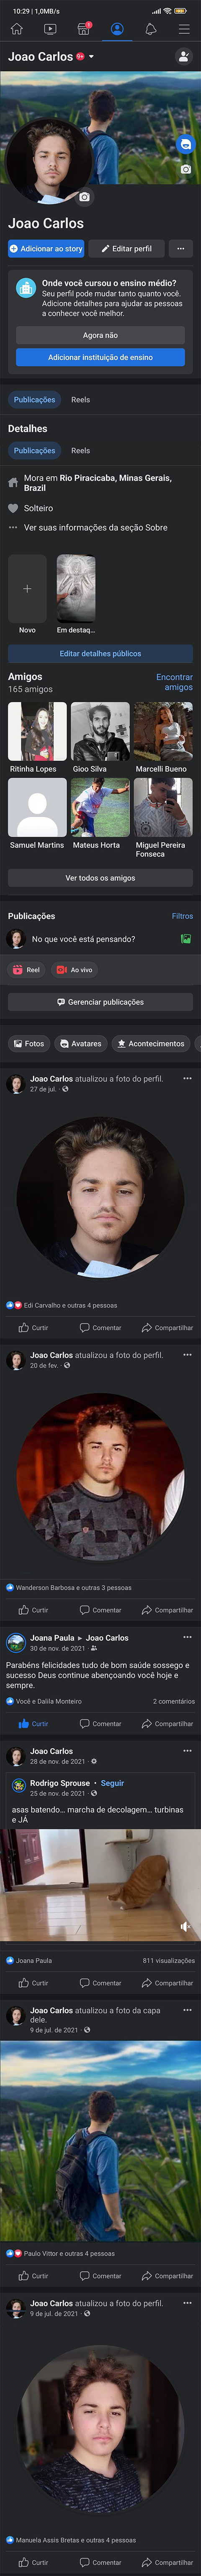 10:29 | 1,0MB/s
1
Joao Carlos 9+
Joao Carlos
Adicionar ao story
Editar perfil
Onde você cursou o ensino médio?
Seu perfil pode mudar tanto quanto você.
Adicione detalhes para ajudar as pessoas
a conhecer você melhor.
Agora não
Adicionar instituição de ensino
Publicações Reels
Detalhes
Publicações Reels
Mora em Rio Piracicaba, Minas Gerais,
Brazil
Solteiro
Ver suas informações da seção Sobre
Novo
Em destaq...
Editar detalhes públicos
Amigos
165 amigos
Encontrar
amigos
Ritinha Lopes
Gioo Silva
Marcelli Bueno
Samuel Martins
Mateus Horta
Miguel Pereira
Fonseca
Ver todos os amigos
Publicações
Filtros
No que você está pensando?
Reel
Ao vivo
Gerenciar publicações
Fotos
Avatares
Acontecimentos
Joao Carlos atualizou a foto do perfil.
27 de jul. ·
Edi Carvalho e outras 4 pessoas
Curtir
Comentar
Compartilhar
Joao Carlos atualizou a foto do perfil.
20 de fev. ·
Wanderson Barbosa e outras 3 pessoas
Curtir
Comentar
Compartilhar
Joana Paula ▸ Joao Carlos
30 de nov. de 2021 ·
Parabéns felicidades tudo de bom saúde sossego e
sucesso Deus continue abençoando você hoje e
sempre.
Você e Dalila Monteiro
2 comentários
Curtir
Comentar
Compartilhar
Joao Carlos
28 de nov. de 2021 ·
Rodrigo Sprouse · Seguir
25 de nov. de 2021 ·
asas batendo... marcha de decolagem... turbinas
e JÁ
Joana Paula
811 visualizações
Curtir
Comentar
Compartilhar
Joao Carlos atualizou a foto da capa
dele.
9 de jul. de 2021 ·
Paulo Vittor e outras 4 pessoas
Curtir
Comentar
Compartilhar
Joao Carlos atualizou a foto do perfil.
9 de jul. de 2021 ·
Manuela Assis Bretas e outras 4 pessoas
Curtir
Comentar
Compartilhar